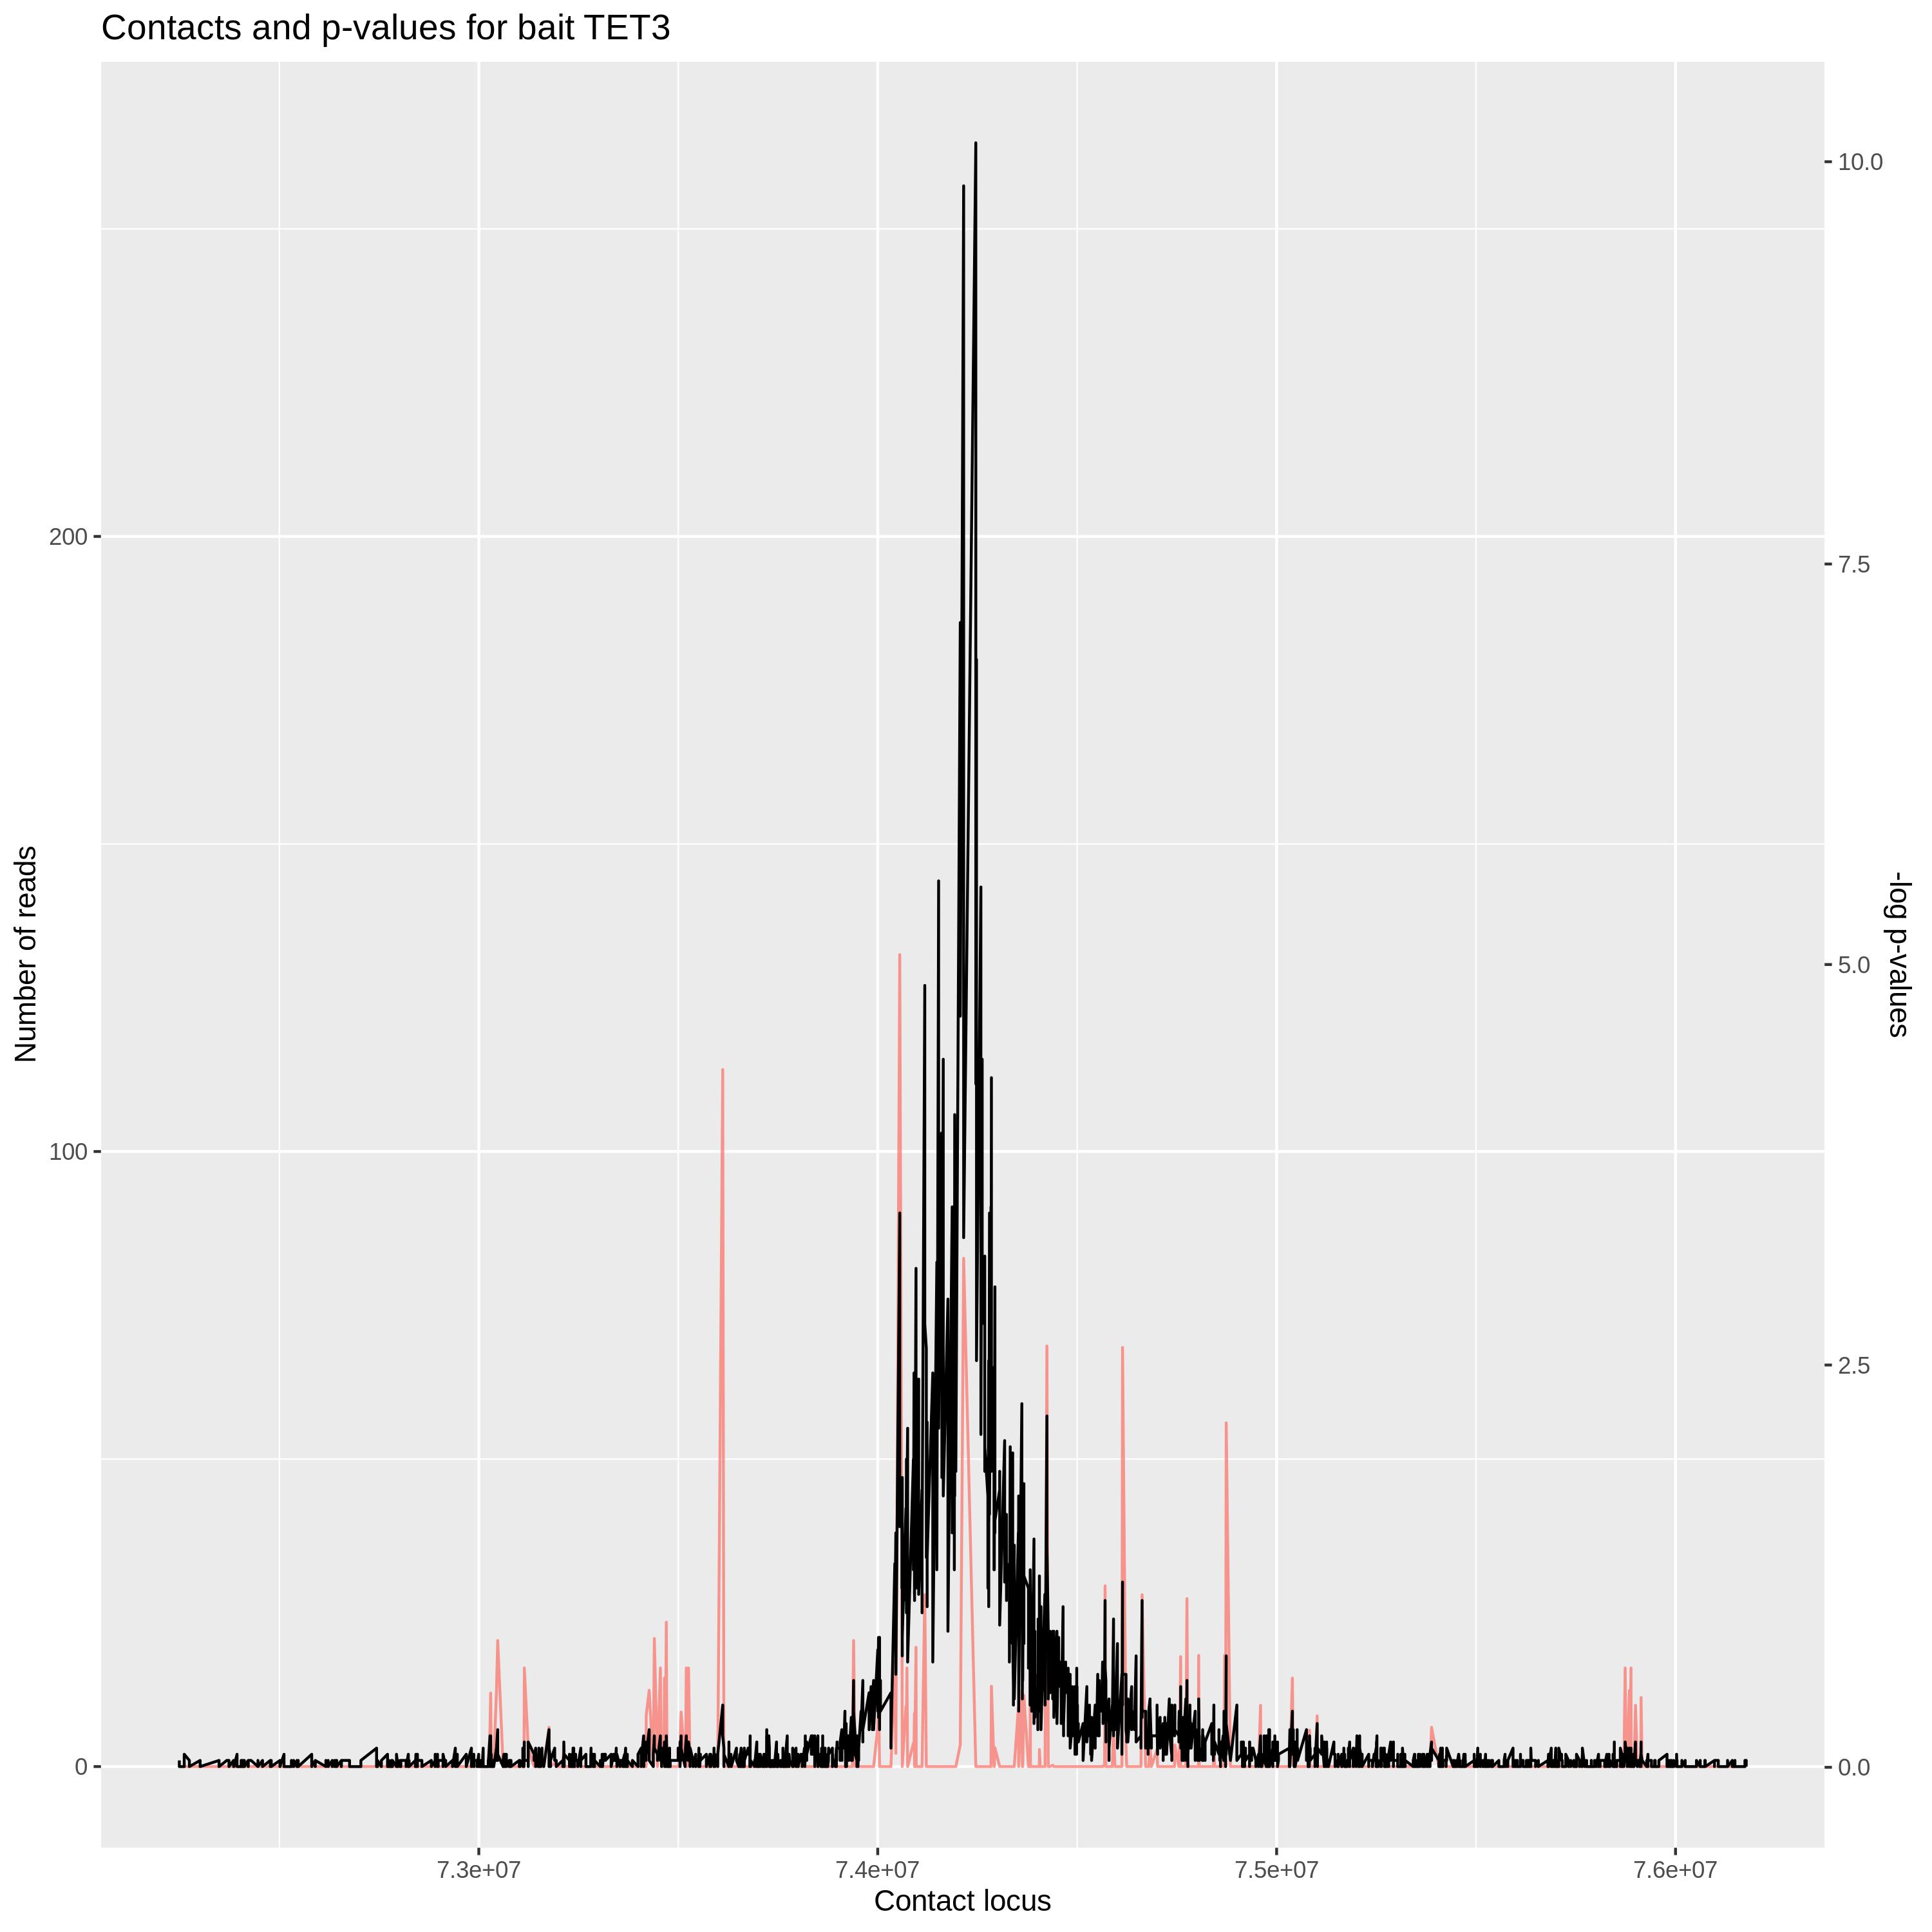 Contacts and p-values for bait TET3
10.0
200
7.5
Number of reads
-log p-values
5.0
100
2.5
0
0.0
7.3e+07
7.4e+07
7.5e+07
7.6e+07
Contact locus